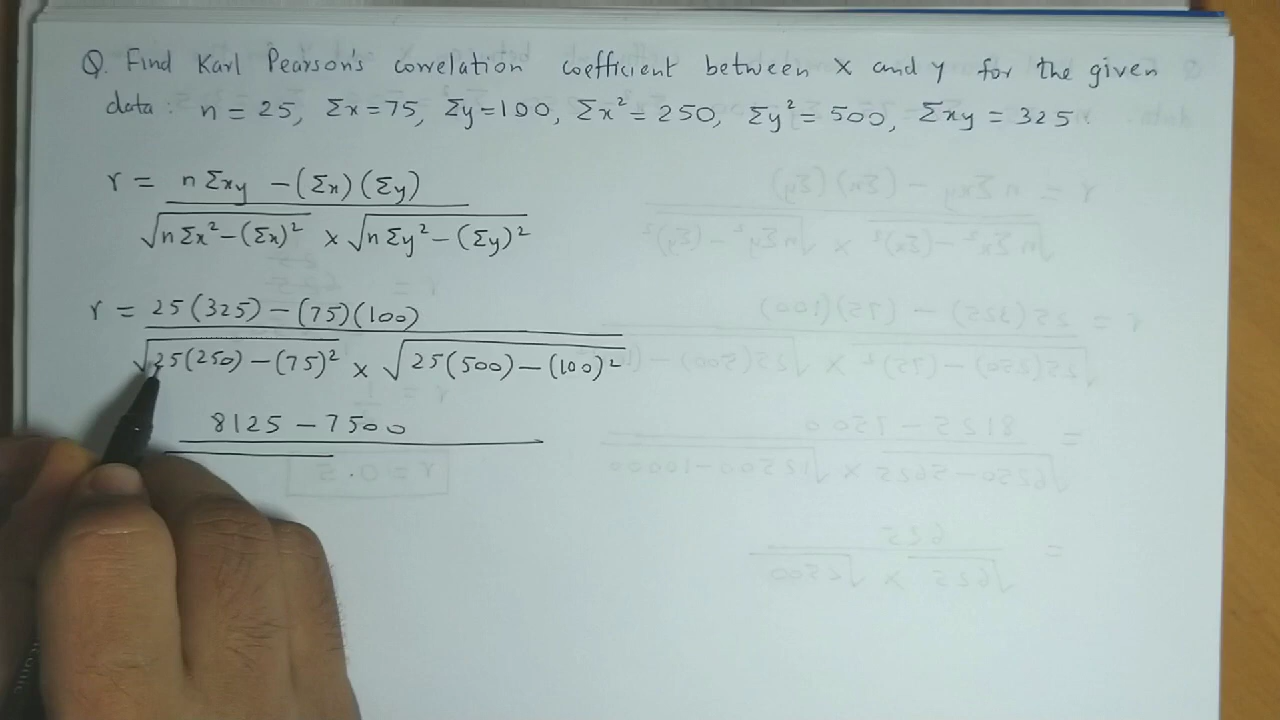 Q. Find Karl Pearson's correlation coefficient between x and y for the given
data: n = 25, Σx = 75, Σy = 100, Σx² = 250, Σy² = 500, Σxy = 325.
r = nΣxy - (Σx)(Σy)
√nΣx² - (Σx)² × √nΣy² - (Σy)²
r = 25(325) - (75)(100)
√25(250) - (75)² × √25(500) - (100)²
8125 - 7500